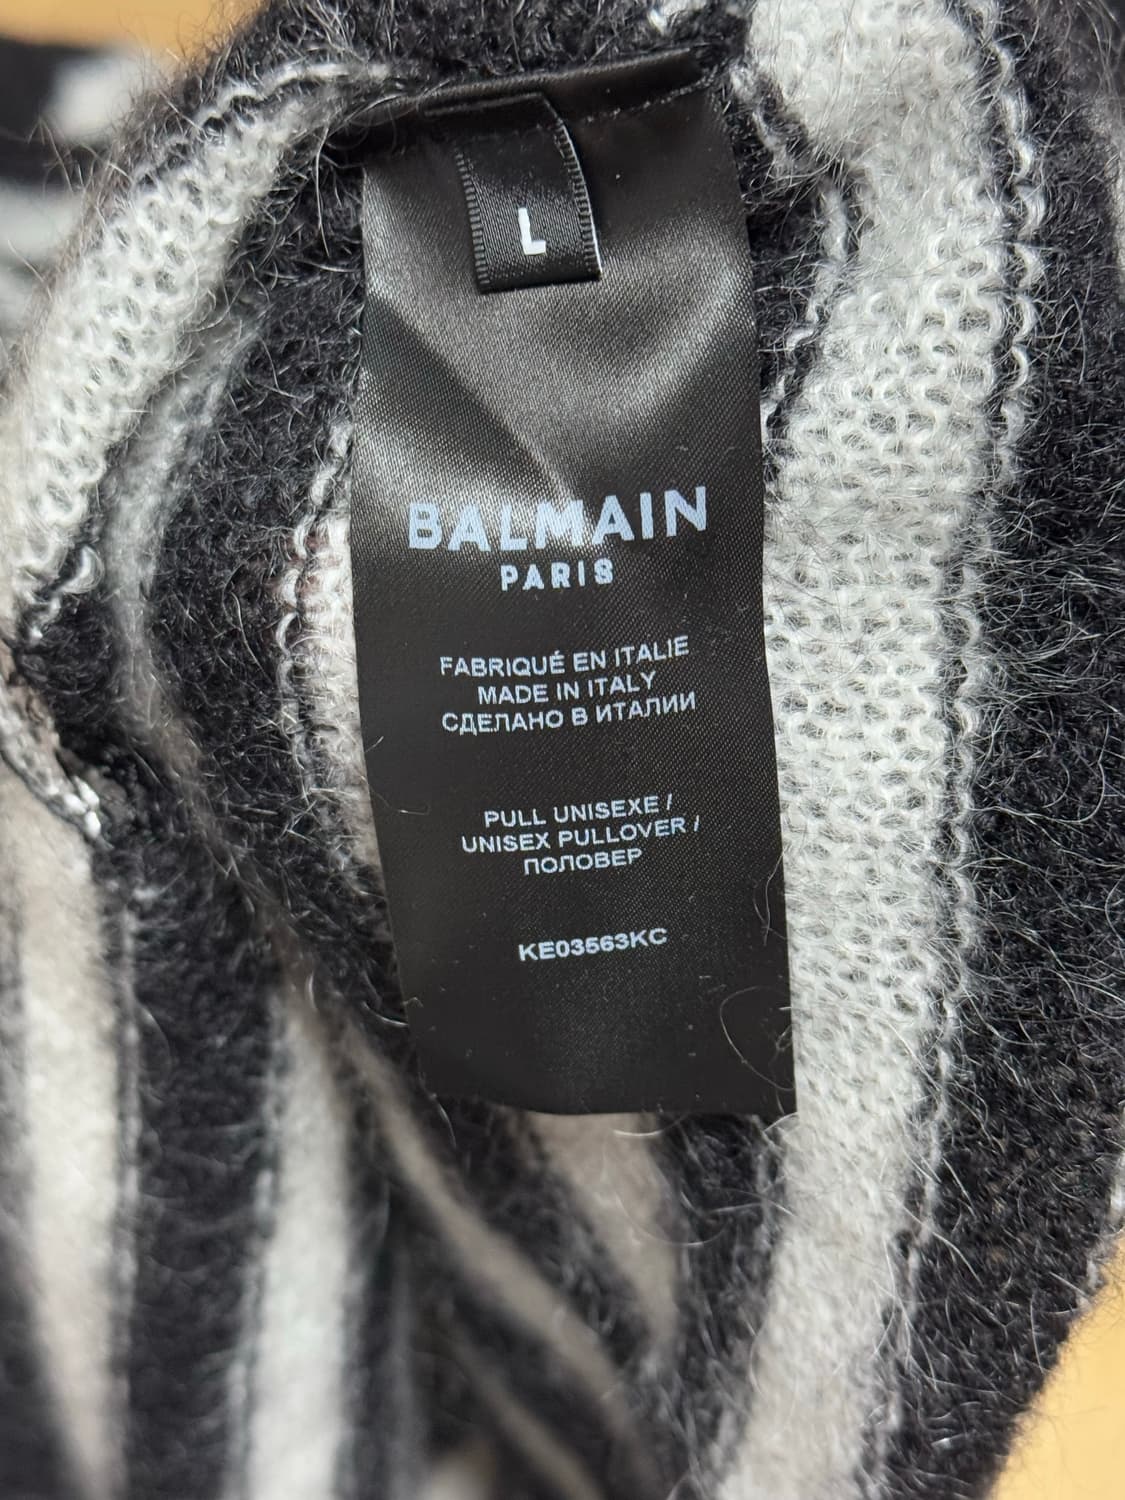 L
BALMAIN
PARIS
FABRIQUÉ EN ITALIE
MADE IN ITALY
СДЕЛАНО В ИТАЛИИ
PULL UNISEXE /
UNISEX PULLOVER /
ПОЛОВЕР
KE03563KC